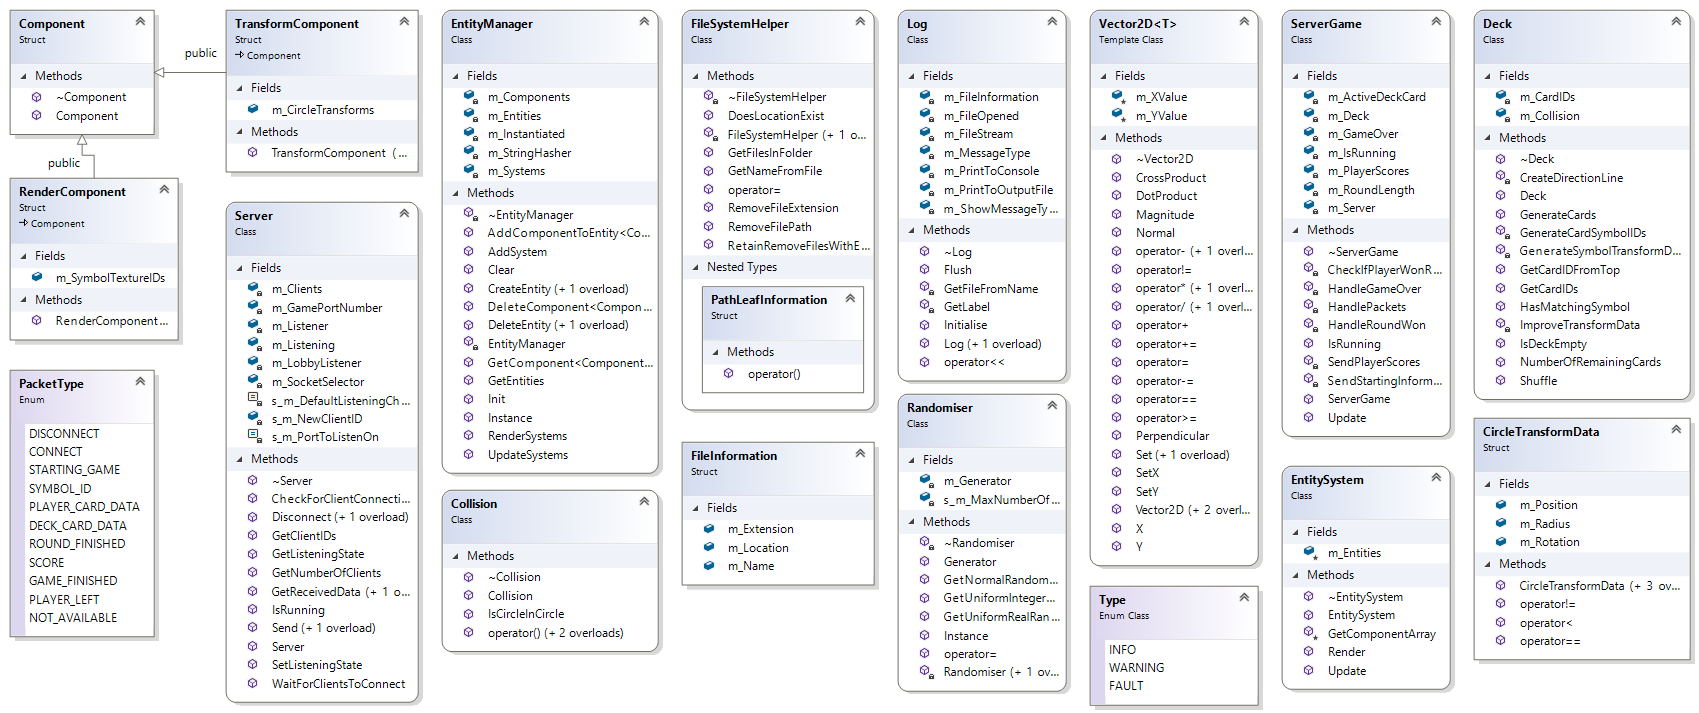 Component
Struct
Methods
~Component
Component
public
public
RenderComponent
Struct
Component
Fields
m_SymbolTextureIDs
Methods
RenderComponent...
PacketType
Enum
DISCONNECT
CONNECT
STARTING_GAME
SYMBOL_ID
PLAYER_CARD_DATA
DECK_CARD_DATA
ROUND_FINISHED
SCORE
GAME_FINISHED
PLAYER_LEFT
NOT_AVAILABLE
TransformComponent
Struct
Component
Fields
m_CircleTransforms
Methods
TransformComponent (...
Server
Class
Fields
m_Clients
m_GamePortNumber
m_Listener
m_Listening
m_LobbyListener
m_SocketSelector
s_m_DefaultListeningCh...
s_m_NewClientID
s_m_PortToListenOn
Methods
~Server
CheckForClientConnecti...
Disconnect (+ 1 overload)
GetClientIDs
GetListeningState
GetNumberOfClients
GetReceivedData (+ 1 o...
IsRunning
Send (+ 1 overload)
Server
SetListeningState
WaitForClientsToConnect
EntityManager
Class
Fields
m_Components
m_Entities
m_Instantiated
m_StringHasher
m_Systems
Methods
~EntityManager
AddComponentToEntity<Co...
AddSystem
Clear
CreateEntity (+ 1 overload)
DeleteComponent<Compon...
DeleteEntity (+ 1 overload)
EntityManager
GetComponent<Component...
GetEntities
Init
Instance
RenderSystems
UpdateSystems
Collision
Class
Methods
~Collision
Collision
IsCircleInCircle
operator() (+ 2 overloads)
FileSystemHelper
Class
Methods
~FileSystemHelper
DoesLocationExist
FileSystemHelper (+ 1 o...
GetFilesInFolder
GetNameFromFile
operator=
RemoveFileExtension
RemoveFilePath
RetainRemoveFilesWithE...
Nested Types
PathLeafInformation
Struct
Methods
operator()
FileInformation
Struct
Fields
m_Extension
m_Location
m_Name
Log
Class
Fields
m_FileInformation
m_FileOpened
m_FileStream
m_MessageType
m_PrintToConsole
m_PrintToOutputFile
m_ShowMessageTy...
Methods
~Log
Flush
GetFileFromName
GetLabel
Initialise
Log (+ 1 overload)
operator<<
Randomiser
Class
Fields
m_Generator
s_m_MaxNumberOf...
Methods
~Randomiser
Generator
GetNormalRandom...
GetUniformInteger...
GetUniformRealRan...
Instance
operator=
Randomiser (+ 1 ov...
Vector2D<T>
Template Class
Fields
m_XValue
m_YValue
Methods
~Vector2D
CrossProduct
DotProduct
Magnitude
Normal
operator- (+ 1 overl...
operator!=
operator* (+ 1 overl...
operator/ (+ 1 overl...
operator+
operator+=
operator=
operator-=
operator==
operator>=
Perpendicular
Set (+ 1 overload)
SetX
SetY
Vector2D (+ 2 overl...
X
Y
Type
Enum Class
INFO
WARNING
FAULT
ServerGame
Class
Fields
m_ActiveDeckCard
m_Deck
m_GameOver
m_IsRunning
m_PlayerScores
m_RoundLength
m_Server
Methods
~ServerGame
CheckIfPlayerWonR...
HandleGameOver
HandlePackets
HandleRoundWon
IsRunning
SendPlayerScores
SendStartingInform...
ServerGame
Update
EntitySystem
Class
Fields
m_Entities
Methods
~EntitySystem
EntitySystem
GetComponentArray
Render
Update
Deck
Class
Fields
m_CardIDs
m_Collision
Methods
~Deck
CreateDirectionLine
Deck
GenerateCards
GenerateCardSymbolIDs
GenerateSymbolTransformD...
GetCardIDFromTop
GetCardIDs
HasMatchingSymbol
ImproveTransformData
IsDeckEmpty
NumberOfRemainingCards
Shuffle
CircleTransformData
Struct
Fields
m_Position
m_Radius
m_Rotation
Methods
CircleTransformData (+ 3 ov...
operator!=
operator<
operator==